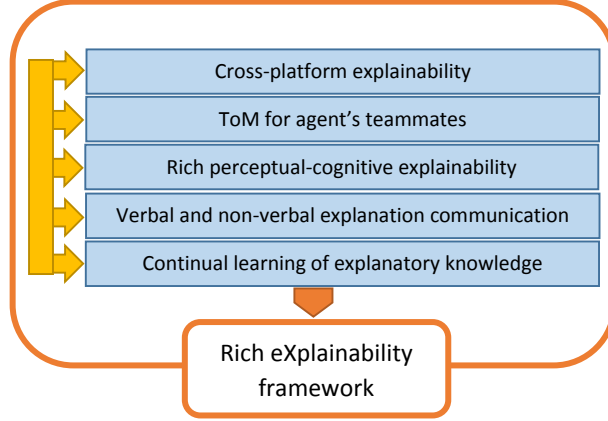 Cross-platform explainability
ToM for agent's teammates
Rich perceptual-cognitive explainability
Verbal and non-verbal explanation communication
Continual learning of explanatory knowledge
Rich eXplainability
framework